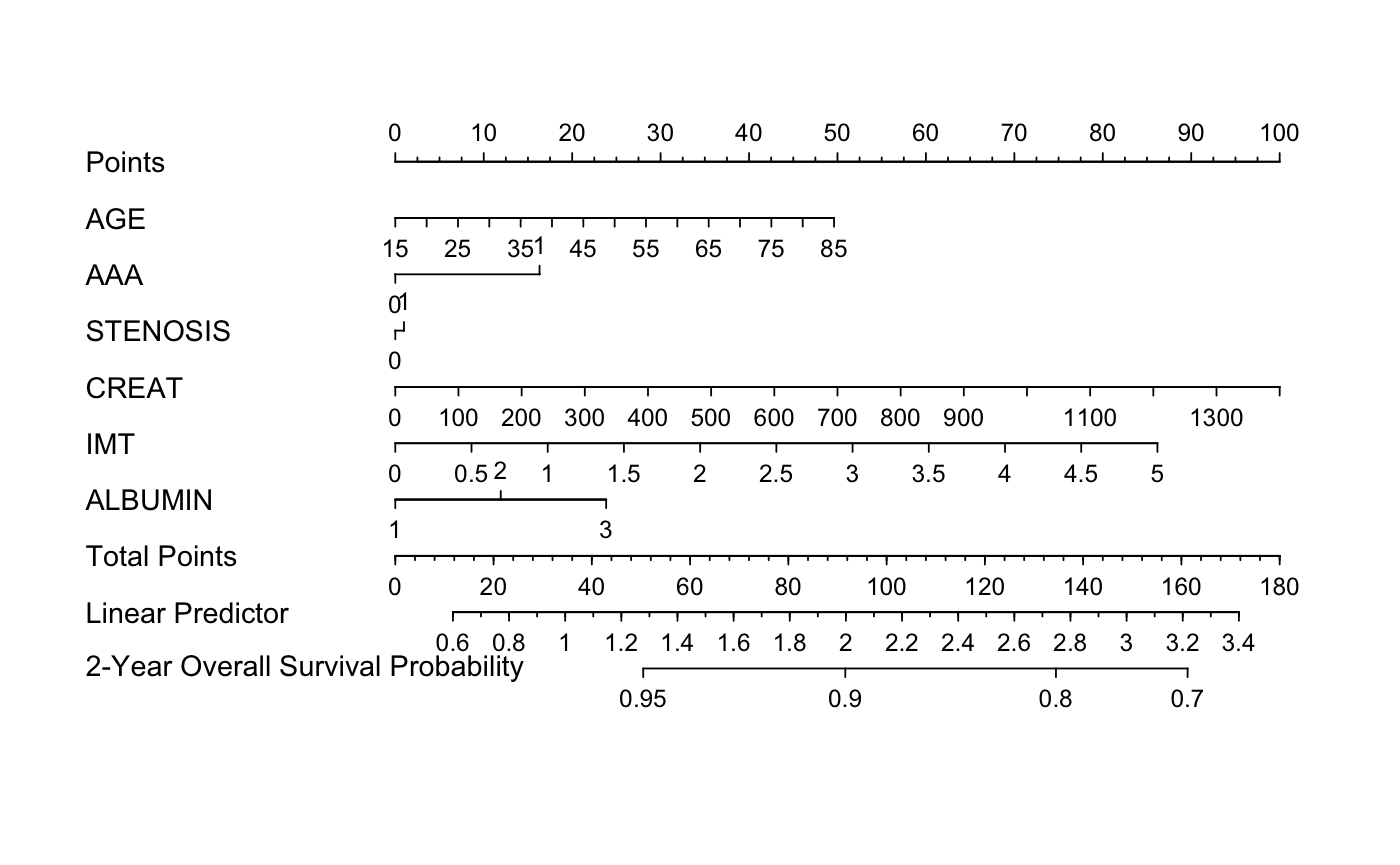 0 10 20 30 40 50 60 70 80 90 100
Points
AGE
15 25 35 45 55 65 75 85
1
AAA
0
1
STENOSIS
0
CREAT
0 100 200 300 400 500 600 700 800 900 1100 1300
IMT
0 0.5 1 1.5 2 2.5 3 3.5 4 4.5 5
2
ALBUMIN
1 3
Total Points
0 20 40 60 80 100 120 140 160 180
Linear Predictor
0.6 0.8 1 1.2 1.4 1.6 1.8 2 2.2 2.4 2.6 2.8 3 3.2 3.4
2-Year Overall Survival Probability
0.95 0.9 0.8 0.7